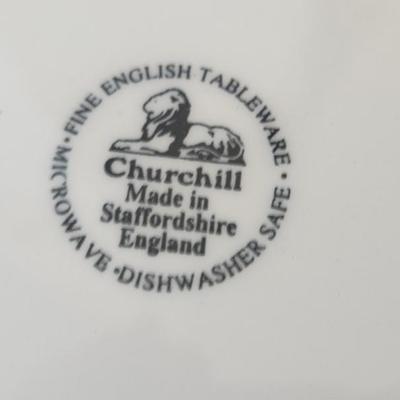 · FINE ENGLISH TABLEWARE ·
Churchill
Made in
Staffordshire
England
MICROWAVE · DISHWASHER SAFE